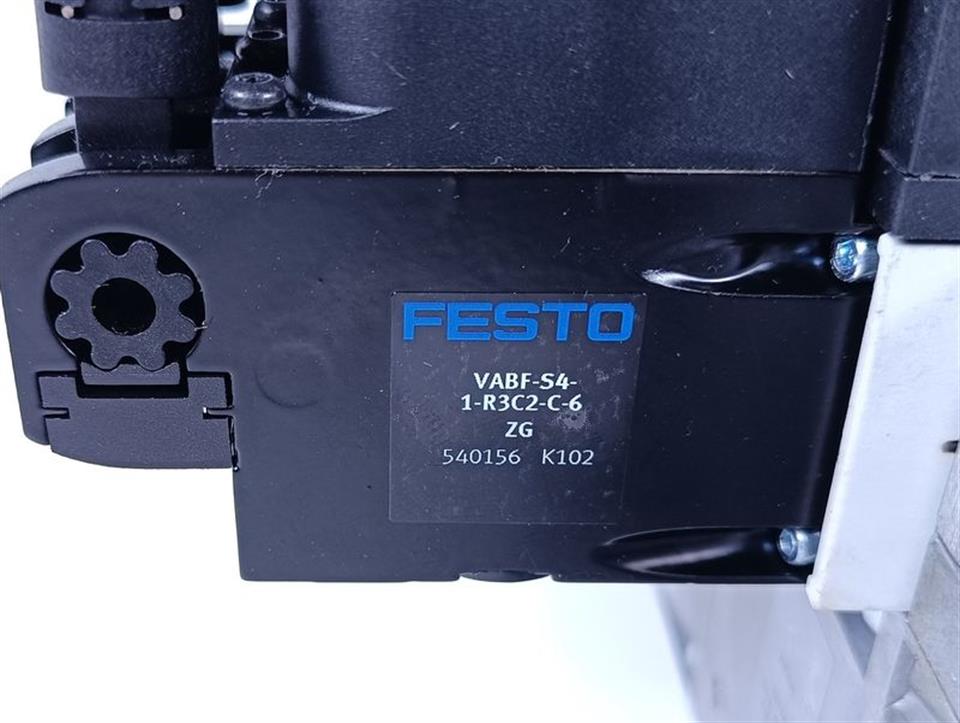 FESTO
VABF-S4-
1-R3C2-C-6
ZG
540156 K102